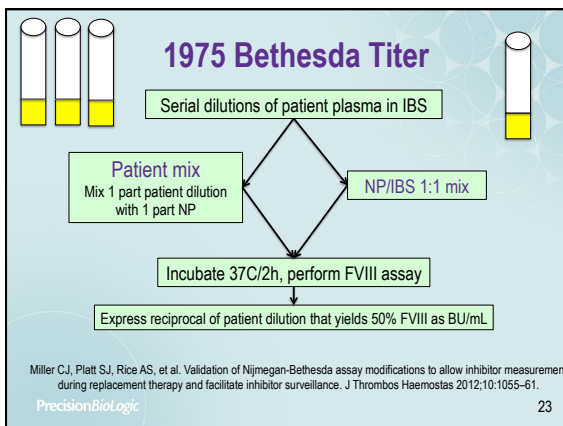 1975 Bethesda Titer
Serial dilutions of patient plasma in IBS
Patient mix
Mix 1 part patient dilution
with 1 part NP
NP/IBS 1:1 mix
Incubate 37C/2h, perform FVIII assay
Express reciprocal of patient dilution that yields 50% FVIII as BU/mL
Miller CJ, Platt SJ, Rice AS, et al. Validation of Nijmegan-Bethesda assay modifications to allow inhibitor measuremen
during replacement therapy and facilitate inhibitor surveillance. J Thrombos Haemostas 2012;10:1055–61.
PrecisionBioLogic
23